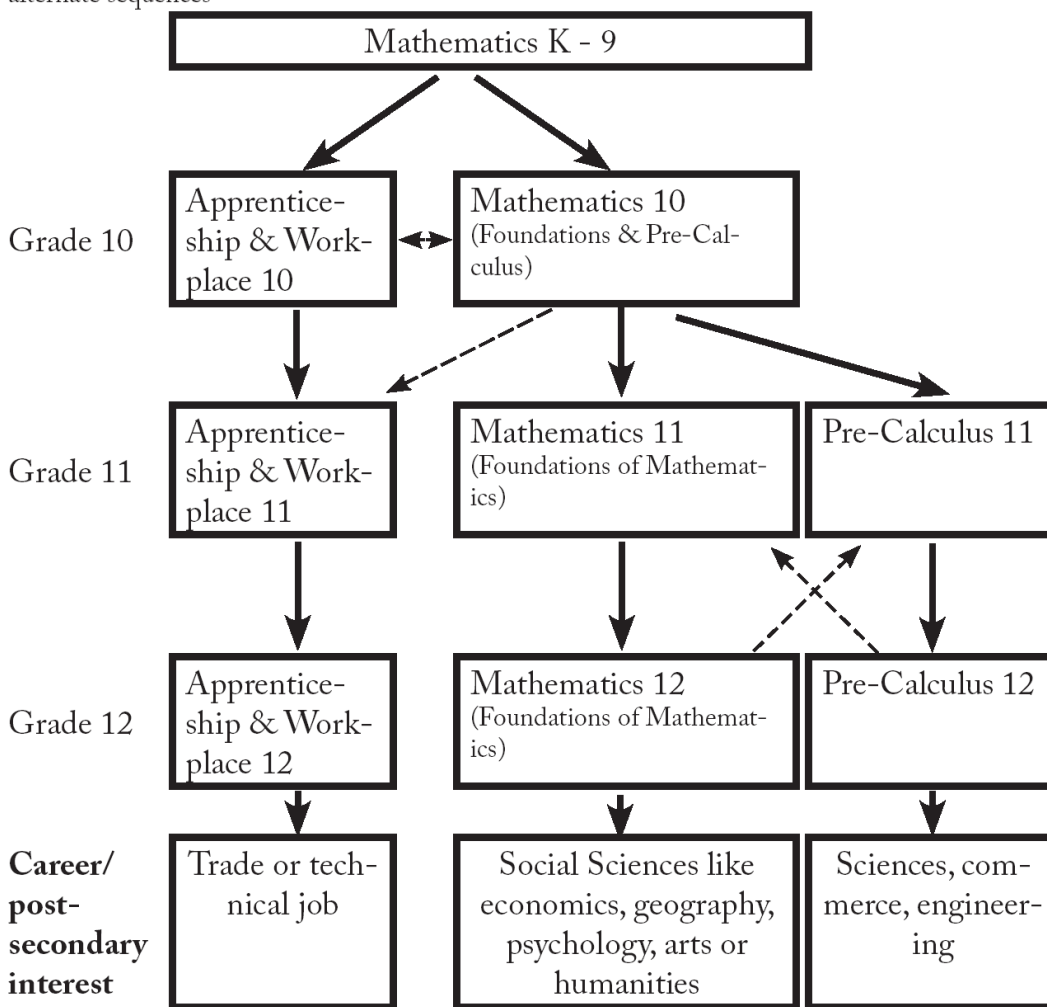 alternate sequences
Mathematics K - 9
Grade 10
Apprentice-
ship & Work-
place 10
Mathematics 10
(Foundations & Pre-Cal-
culus)
Grade 11
Apprentice-
ship & Work-
place 11
Mathematics 11
(Foundations of Mathemat-
ics)
Pre-Calculus 11
Grade 12
Apprentice-
ship & Work-
place 12
Mathematics 12
(Foundations of Mathemat-
ics)
Pre-Calculus 12
Career/
post-
secondary
interest
Trade or tech-
nical job
Social Sciences like
economics, geography,
psychology, arts or
humanities
Sciences, com-
merce, engineer-
ing